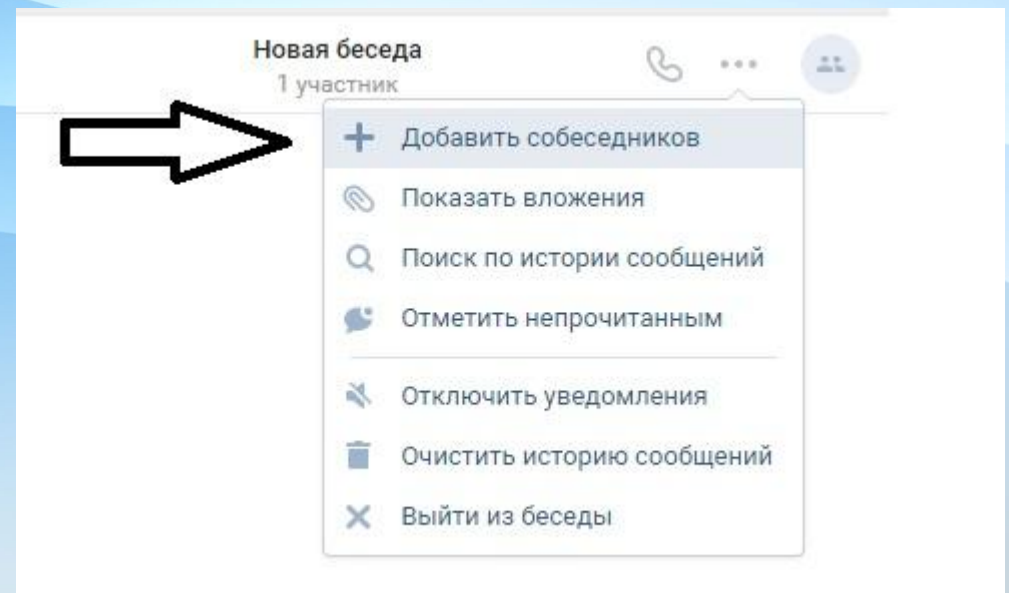 Новая беседа
1 участник
Добавить собеседников
Показать вложения
Поиск по истории сообщений
Отметить непрочитанным
Отключить уведомления
Очистить историю сообщений
Выйти из беседы